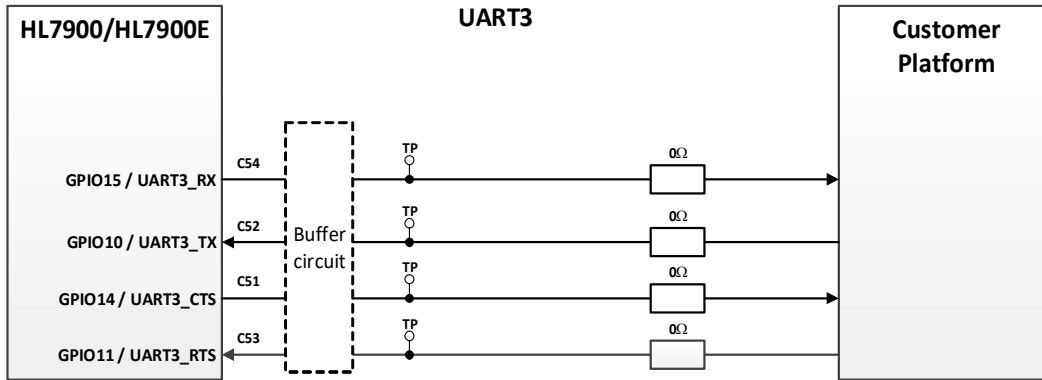 UART3
HL7900/HL7900E
Customer
Platform
C54
TP
0Ω
GPIO15 / UART3_RX
C52
TP
0Ω
GPIO10 / UART3_TX
Buffer
circuit
C51
TP
0Ω
GPIO14 / UART3_CTS
C53
TP
0Ω
GPIO11 / UART3_RTS